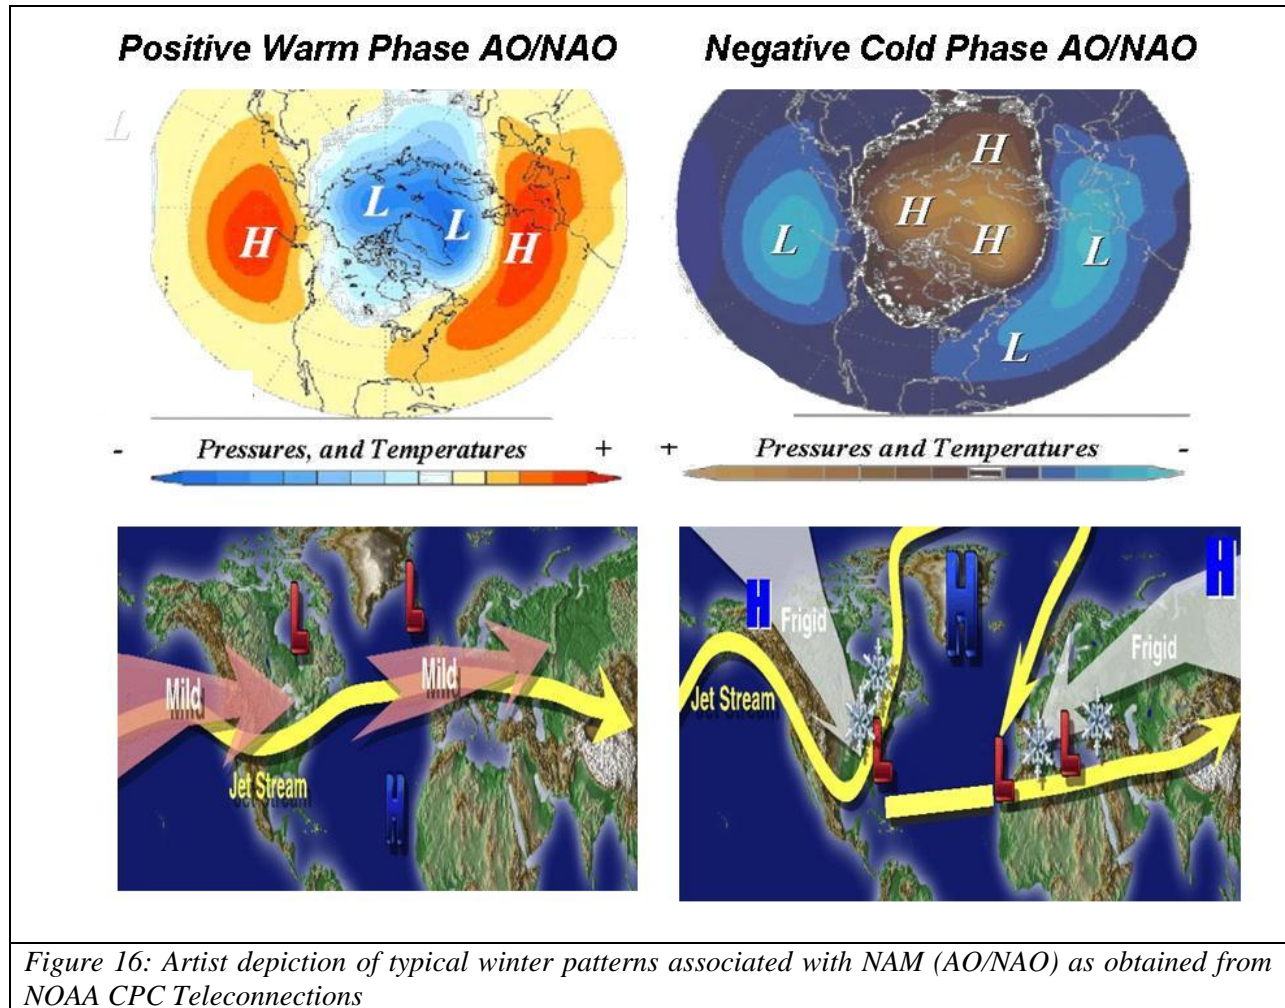 Positive Warm Phase AO/NAO
Negative Cold Phase AO/NAO
L
H
L
L
H
H
H
H
L
L
L
- Pressures, and Temperatures +
+ Pressures and Temperatures -
L
L
Mild
Mild
Jet Stream
H
H
H
H
Frigid
Frigid
Jet Stream
L
L
L
Figure 16: Artist depiction of typical winter patterns associated with NAM (AO/NAO) as obtained from
NOAA CPC Teleconnections